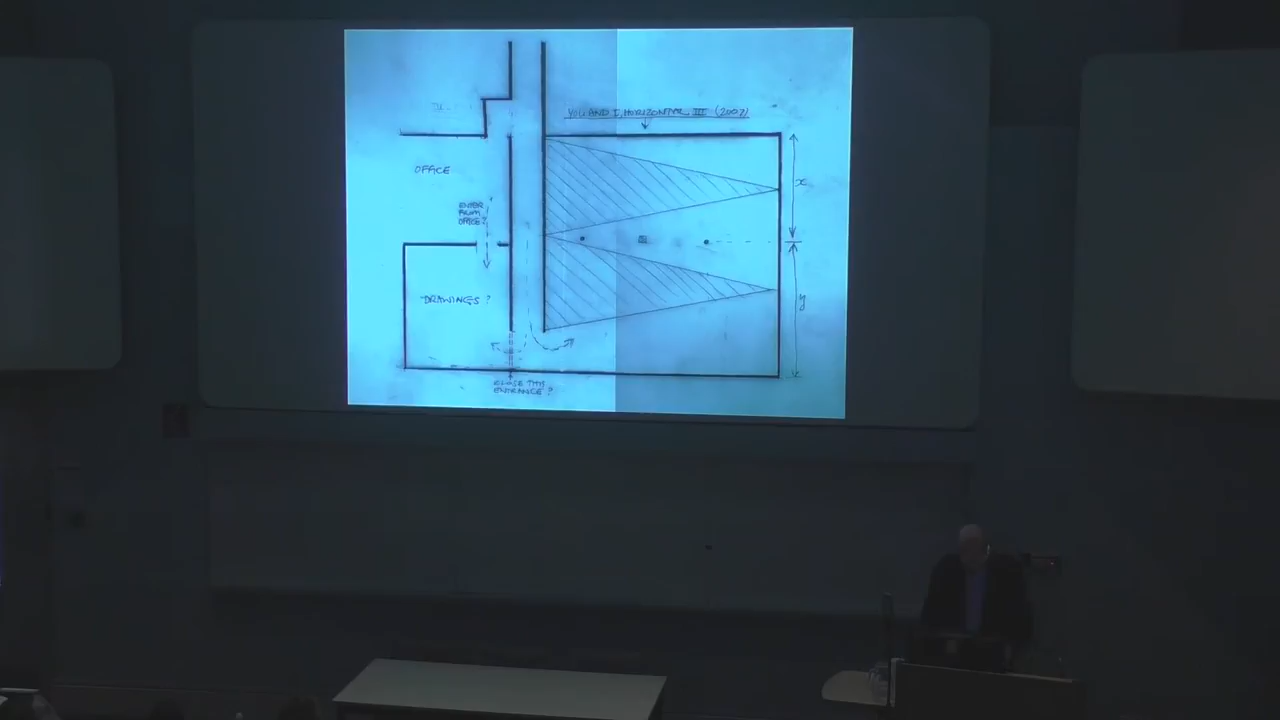 YOU AND I, HORIZONTAL III (2007)
OFFICE
x
ENTER
FROM
OFFICE?
DRAWINGS?
y
CLOSE THIS
ENTRANCE?